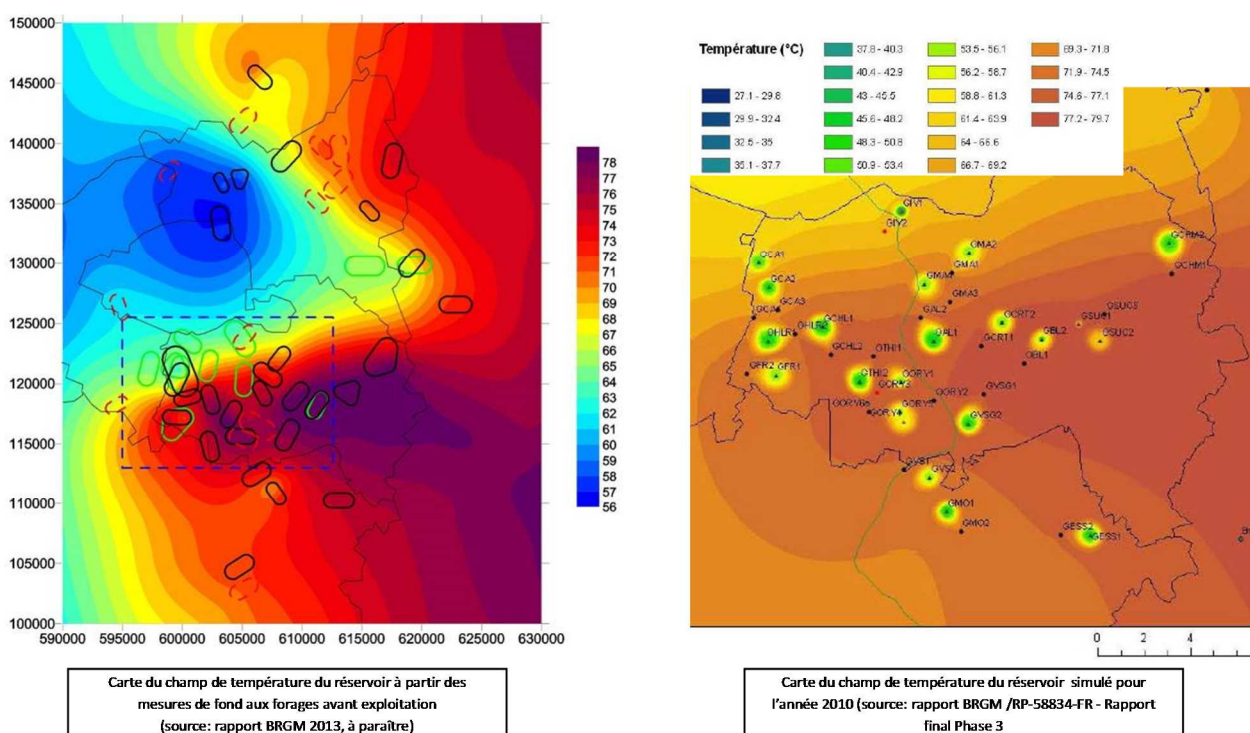 150000
145000
140000
135000
130000
125000
120000
115000
110000
105000
100000
590000 595000 600000 605000 610000 615000 620000 625000 630000
78
77
76
75
74
73
72
71
70
69
68
67
66
65
64
63
62
61
60
59
58
57
56
Carte du champ de température du réservoir à partir des
mesures de fond aux forages avant exploitation
(source: rapport BRGM 2013, à paraître)
Température (°C)
27.1 - 29.8
29.9 - 32.4
32.5 - 35
35.1 - 37.7
37.8 - 40.3
40.4 - 42.9
43 - 45.5
45.6 - 48.2
48.3 - 50.8
50.9 - 53.4
53.5 - 56.1
56.2 - 58.7
58.8 - 61.3
61.4 - 63.9
64 - 66.6
66.7 - 69.2
69.3 - 71.8
71.9 - 74.5
74.6 - 77.1
77.2 - 79.7
GIV1
GIV2
GMA2
GCRIA2
GCA1
GMA1
GCHM1
GCA2
GMA3
GCA3
GAL2
GCRT2
GSUC3
GSUC1
GHLR1
GHLR2
GCHL1
GAL1
GBL2
GSUC2
GCHL2
GTHI1
GCRT1
GBL1
GFR2
GFR1
GTHI2
GORY1
GORY3
GORY2
GVSG1
GVSG2
GVS1
GVS2
GMO1
GMO2
GESS2
GESS1
0 2 4
Carte du champ de température du réservoir simulé pour
l'année 2010 (source: rapport BRGM /RP-58834-FR - Rapport
final Phase 3